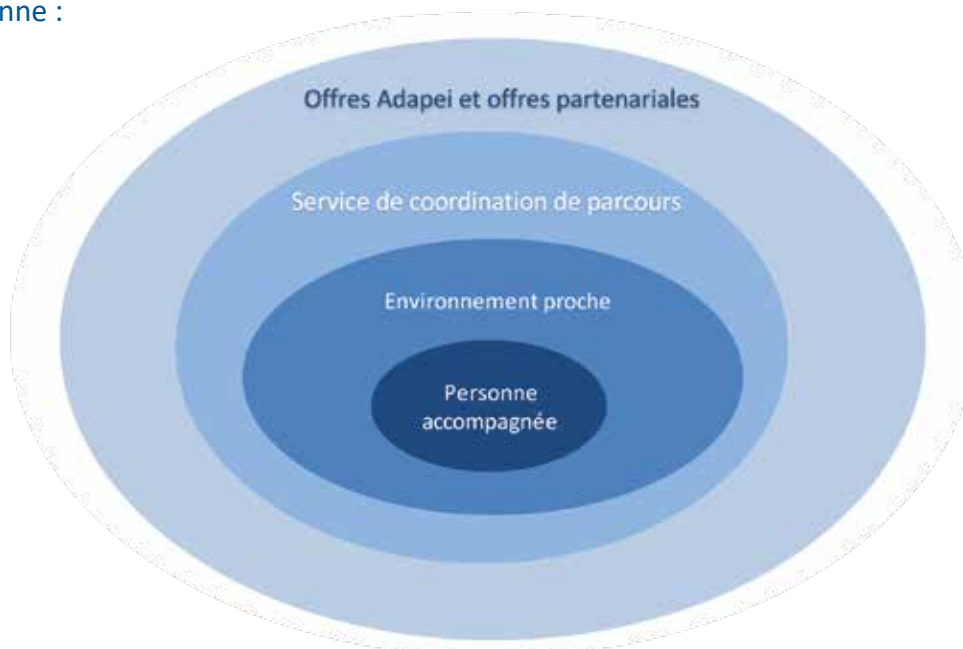 nne :
Offres Adapei et offres partenariales
Service de coordination de parcours
Environnement proche
Personne
accompagnée